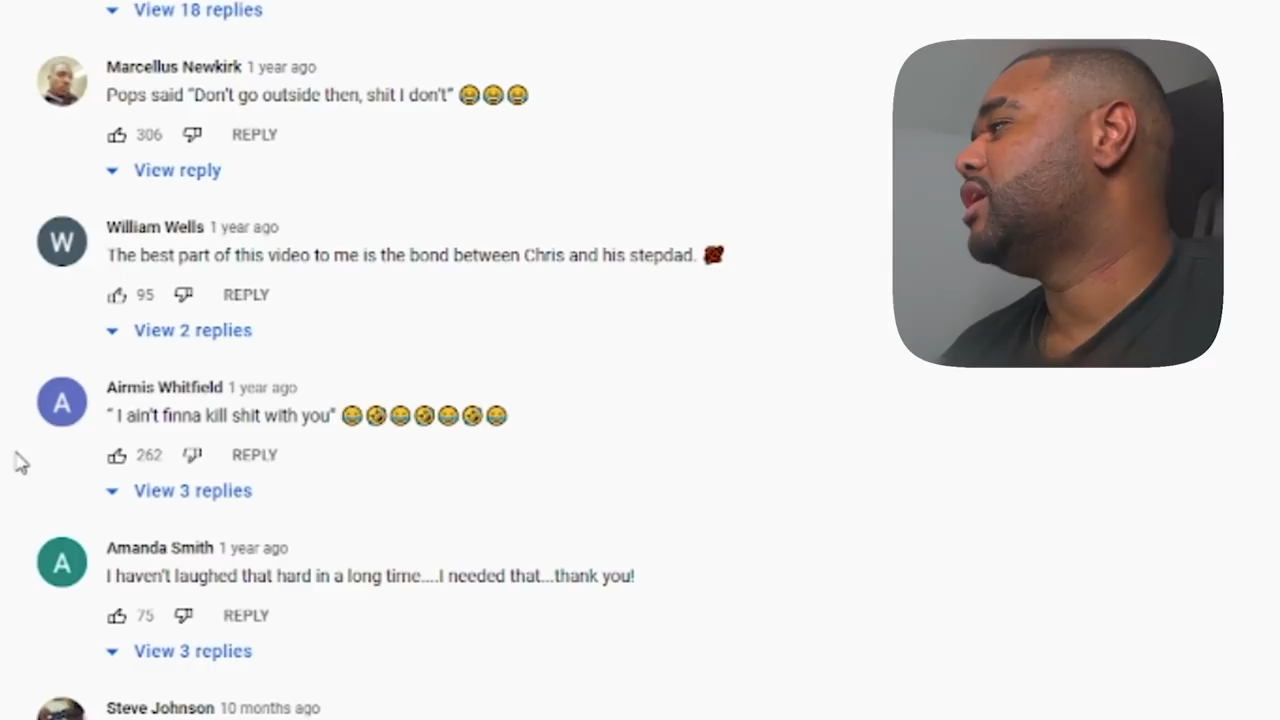 View 18 replies
Marcellus Newkirk 1 year ago
Pops said “Don't go outside then, shit I don't” 😂😂😂
306 REPLY
View reply
W
William Wells 1 year ago
The best part of this video to me is the bond between Chris and his stepdad.
95 REPLY
View 2 replies
A
Airmis Whitfield 1 year ago
“ I ain't finna kill shit with you” 😂🤣😂🤣😂🤣😂
262 REPLY
View 3 replies
A
Amanda Smith 1 year ago
I haven't laughed that hard in a long time....I needed that...thank you!
75 REPLY
View 3 replies
Steve Johnson 10 months ago